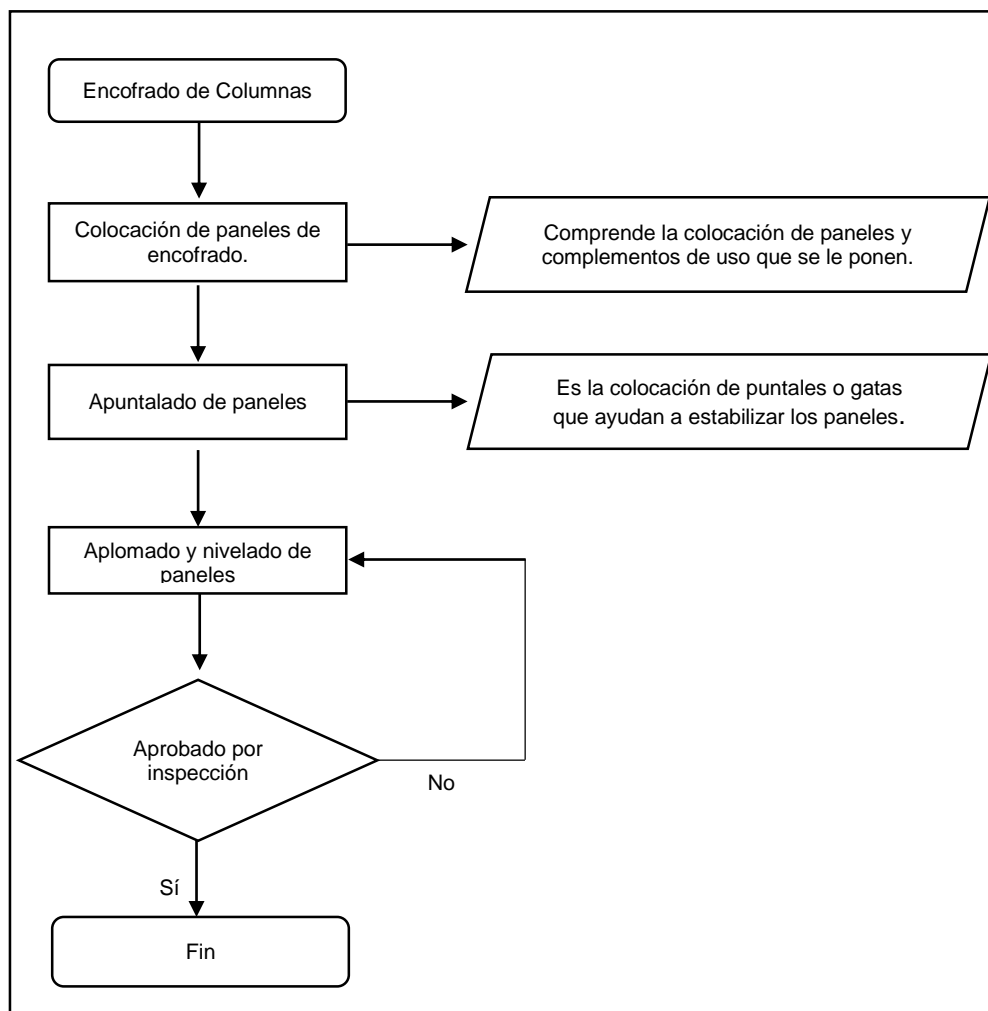 Encofrado de Columnas
Colocación de paneles de
encofrado.
Comprende la colocación de paneles y
complementos de uso que se le ponen.
Apuntalado de paneles
Es la colocación de puntales o gatas
que ayudan a estabilizar los paneles.
Aplomado y nivelado de
paneles
Aprobado por
inspección
No
Sí
Fin